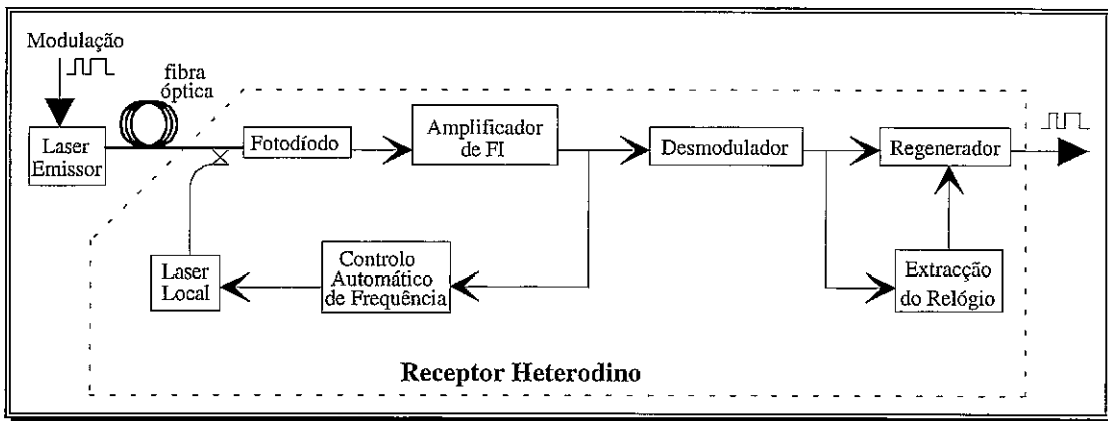 Modulação
fibra
óptica
Laser
Emissor
Fotodíodo
Amplificador
de FI
Desmodulador
Regenerador
Laser
Local
Controlo
Automático
de Frequência
Extracção
do Relógio
Receptor Heterodino